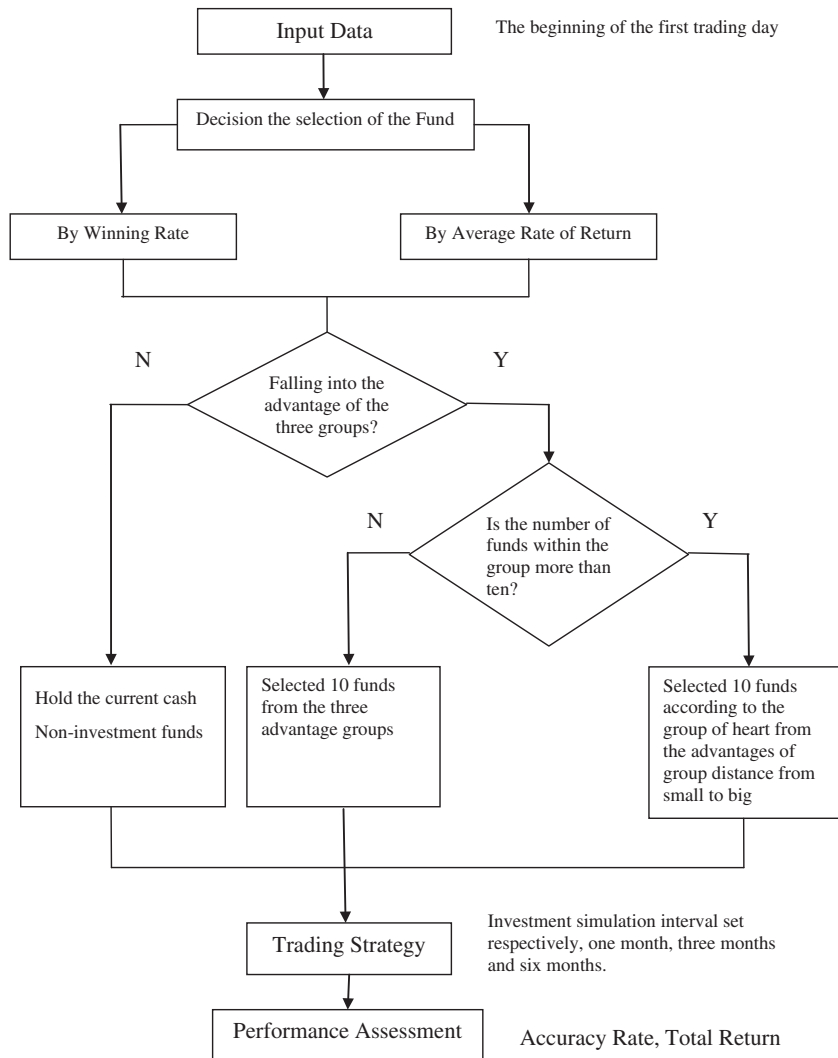 Input Data
The beginning of the first trading day
Decision the selection of the Fund
By Winning Rate
By Average Rate of Return
N
Y
Falling into the
advantage of the
three groups?
N
Y
Is the number of
funds within the
group more than
ten?
Hold the current cash
Non-investment funds
Selected 10 funds
from the three
advantage groups
Selected 10 funds
according to the
group of heart from
the advantages of
group distance from
small to big
Trading Strategy
Investment simulation interval set
respectively, one month, three months
and six months.
Performance Assessment
Accuracy Rate, Total Return